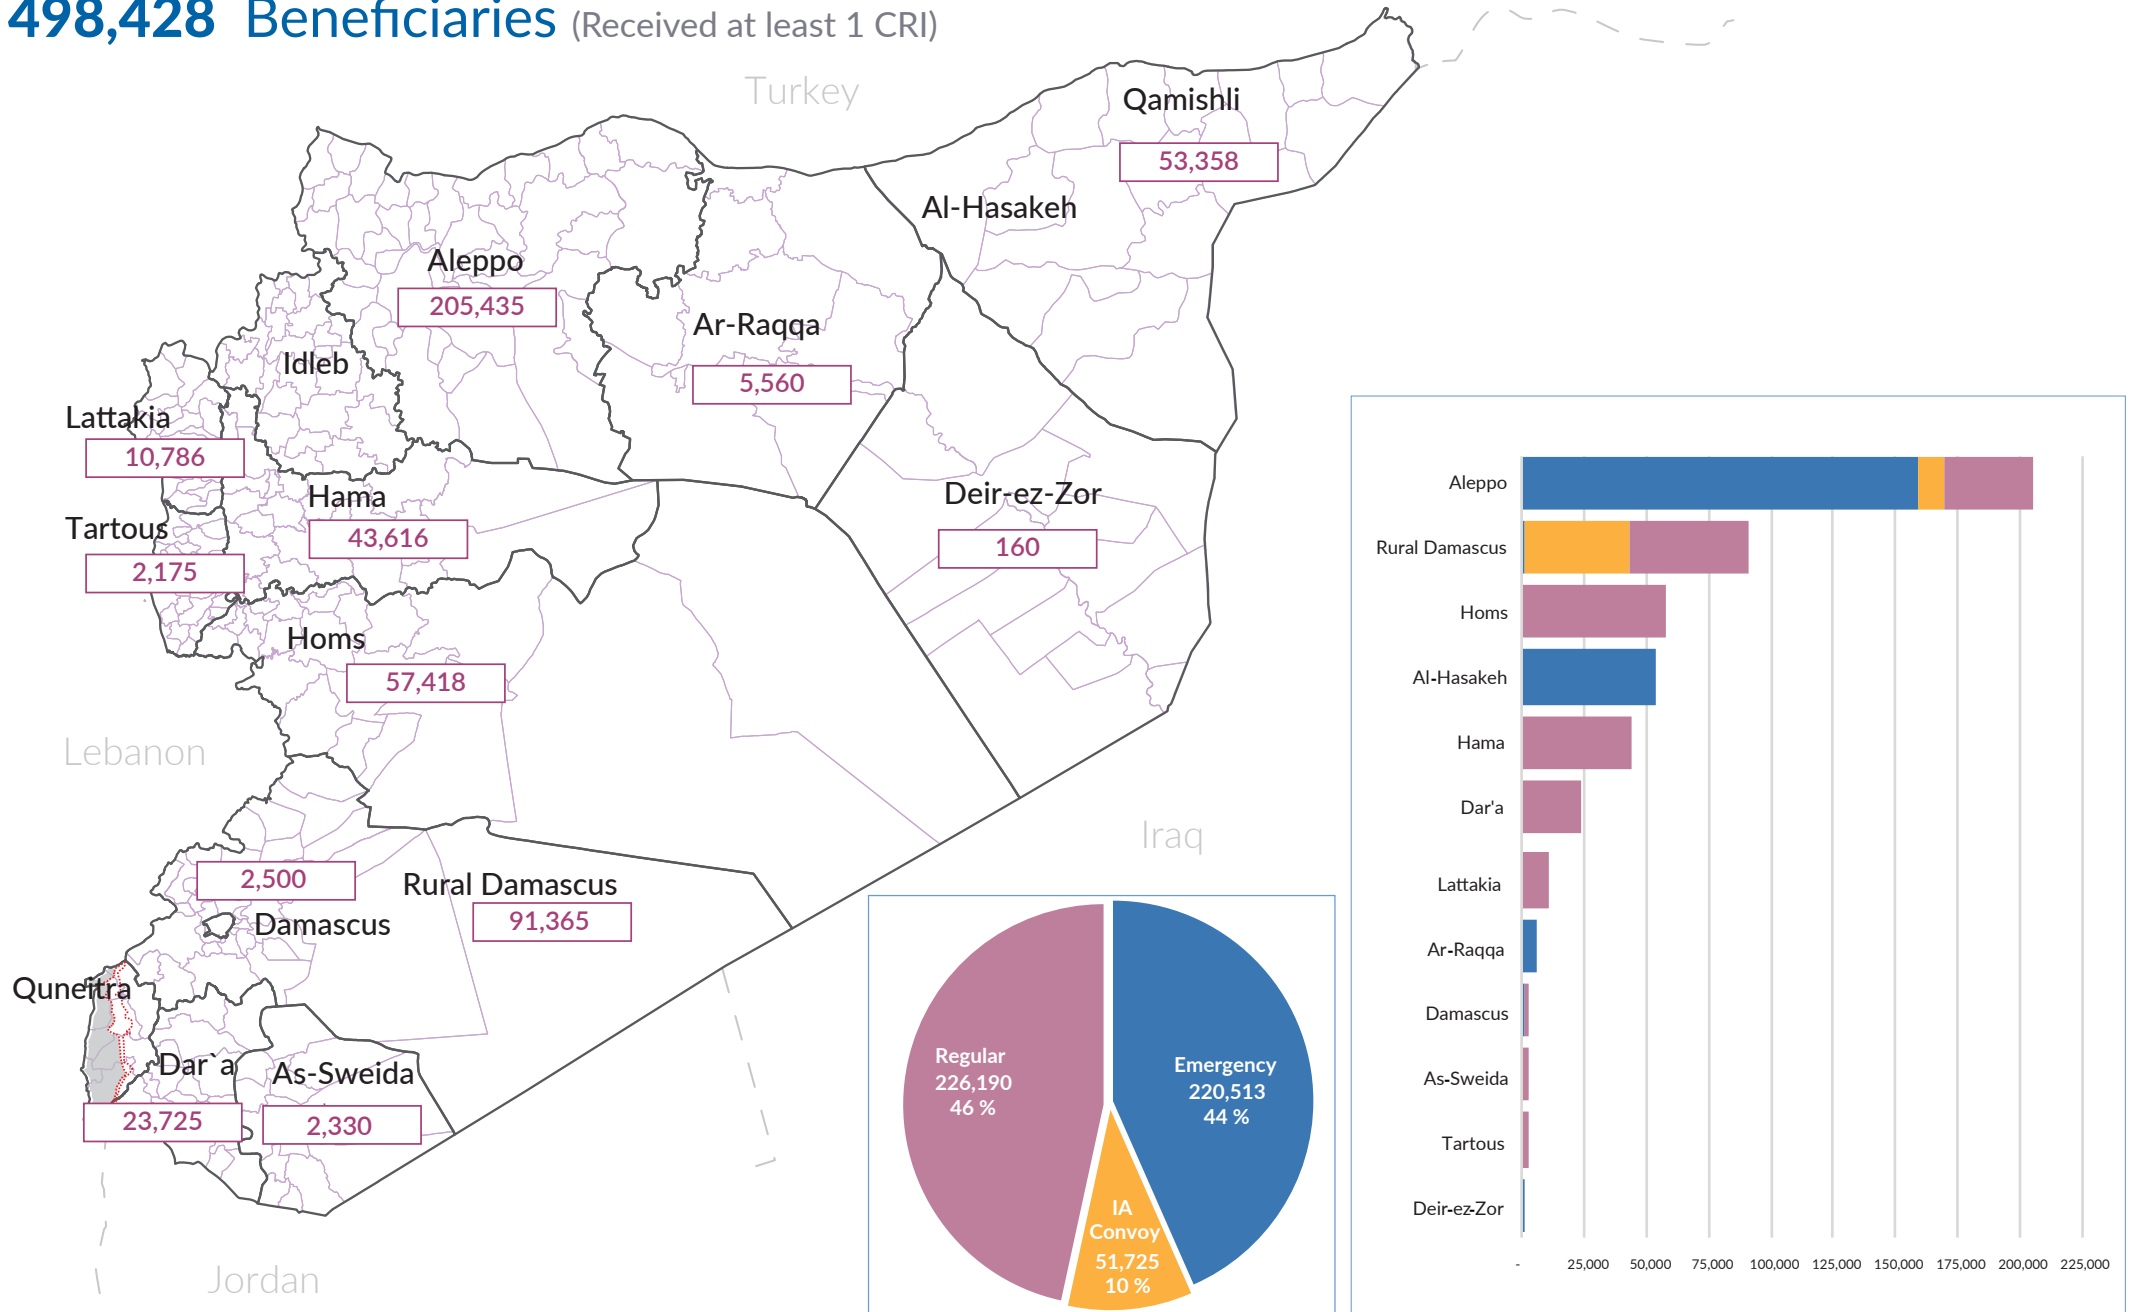 498,428 Beneficiaries (Received at least 1 CRI)
Turkey
Qamishli
53,358
Al-Hasakeh
Aleppo
205,435
Ar-Raqqa
5,560
Idleb
Lattakia
10,786
Hama
43,616
Tartous
2,175
Deir-ez-Zor
160
Homs
57,418
Lebanon
Iraq
2,500
Rural Damascus
91,365
Damascus
Quneitra
Dar`a
23,725
As-Sweida
2,330
Jordan
Regular
226,190
46 %
Emergency
220,513
44 %
IA
Convoy
51,725
10 %
Aleppo
Rural Damascus
Homs
Al-Hasakeh
Hama
Dar'a
Lattakia
Ar-Raqqa
Damascus
As-Sweida
Tartous
Deir-ez-Zor
- 25,000 50,000 75,000 100,000 125,000 150,000 175,000 200,000 225,000